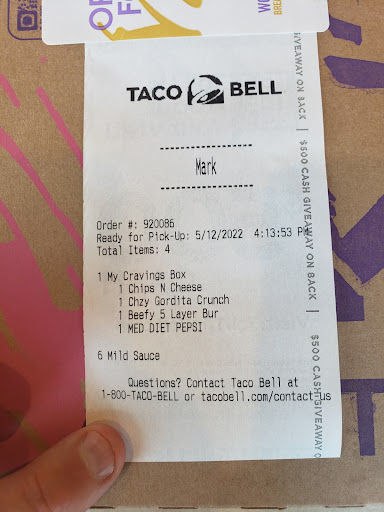 TACO BELL
Mark
Order #: 920086
Ready for Pick-Up: 5/12/2022 4:13:53 PM
Total Items: 4
1 My Cravings Box
1 Chips N Cheese
1 Chzy Gordita Crunch
1 Beefy 5 Layer Bur
1 MED DIET PEPSI
6 Mild Sauce
Questions? Contact Taco Bell at
1-800-TACO-BELL or tacobell.com/contact-us
GIVEAWAY ON BACK | $500 CASH GIVEAWAY ON BACK | $500 CASH GIVEAWAY O